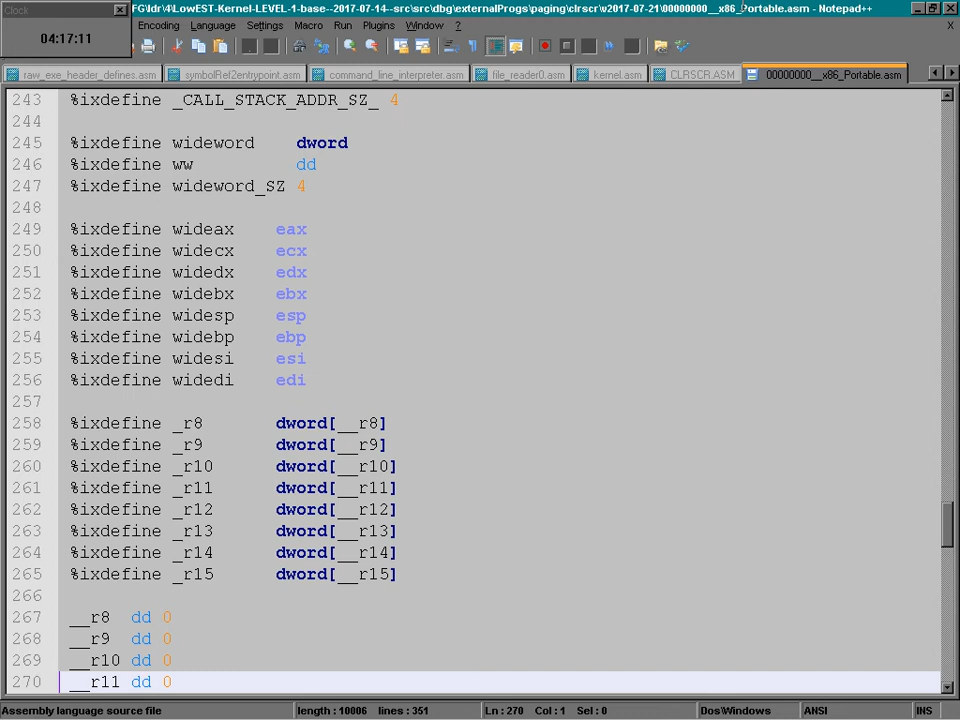 Clock
04:17:11
FG\ldr\4\LowEST-Kernel-LEVEL-1-base--2017-07-14--src\src\dbg\externalProgs\paging\clrscr\v2017-07-21\00000000__x86_Portable.asm - Notepad++
Encoding Language Settings Macro Run Plugins Window ? X
raw_exe_header_defines.asm symbolRef2entrypoint.asm command_line_interpreter.asm file_reader0.asm kernel.asm CLRSCR.ASM 00000000__x86_Portable.asm
243 %ixdefine _CALL_STACK_ADDR_SZ_ 4
244
245 %ixdefine wideword dword
246 %ixdefine ww dd
247 %ixdefine wideword_SZ 4
248
249 %ixdefine wideax eax
250 %ixdefine widecx ecx
251 %ixdefine widedx edx
252 %ixdefine widebx ebx
253 %ixdefine widesp esp
254 %ixdefine widebp ebp
255 %ixdefine widesi esi
256 %ixdefine widedi edi
257
258 %ixdefine _r8 dword[__r8]
259 %ixdefine _r9 dword[__r9]
260 %ixdefine _r10 dword[__r10]
261 %ixdefine _r11 dword[__r11]
262 %ixdefine _r12 dword[__r12]
263 %ixdefine _r13 dword[__r13]
264 %ixdefine _r14 dword[__r14]
265 %ixdefine _r15 dword[__r15]
266
267 __r8 dd 0
268 __r9 dd 0
269 __r10 dd 0
270 __r11 dd 0
Assembly language source file length : 10006 lines : 351 Ln : 270 Col : 1 Sel : 0 Dos\Windows ANSI INS